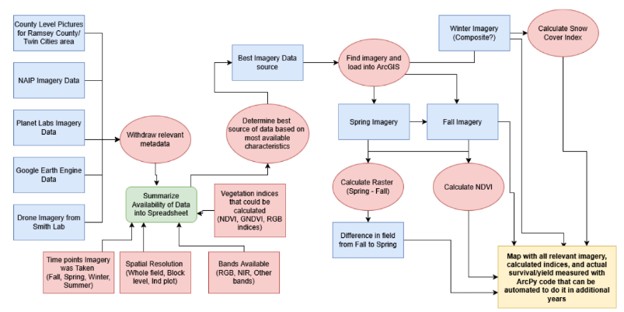 County Level Pictures
for Ramsey County/
Twin Cities area
NAIP Imagery Data
Planet Labs Imagery
Data
Google Earth Engine
Data
Drone Imagery from
Smith Lab
Withdraw relevant
metadata
Summarize
Availability of Data
into Spreadsheet
Time points Imagery
was Taken
(Fall, Spring, Winter,
Summer)
Spatial Resolution
(Whole field, Block
level, Ind plot)
Bands Available
(RGB, NIR, Other
bands)
Vegetation indices
that could be
calculated
(NDVI, GNDVI, RGB
indices)
Determine best
source of data based on
most available
characteristics
Best Imagery Data
source
Find imagery and
load into ArcGIS
Winter Imagery
(Composite?)
Calculate Snow
Cover Index
Spring Imagery
Fall Imagery
Calculate Raster
(Spring - Fall)
Calculate NDVI
Difference in field
from Fall to Spring
Map with all relevant imagery,
calculated indices, and actual
survival/yield measured with
ArcPy code that can be
automated to do it in additional
years